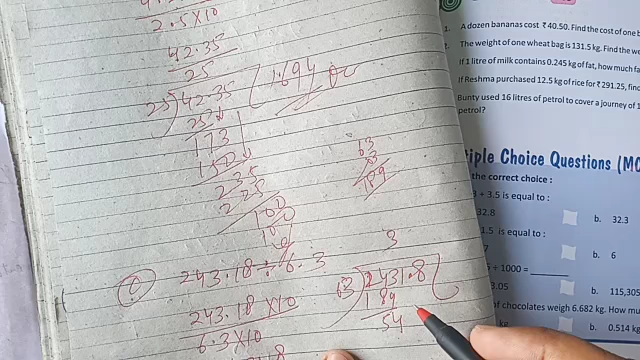 2.5×10
42.35
25
25)42.35(1.694
25↓
173
150↓
235
225
100
100
0
63
3
189
c 243.18 ÷ 6.3
3
243.18×10
6.3×10
63)2431.8(
189
54
A dozen bananas cost ₹ 40.50. Find the cost of one b
The weight of one wheat bag is 131.5 kg. Find the we
If 1 litre of milk contains 0.245 kg of fat, how much fa
If Reshma purchased 12.5 kg of rice for ₹ 291.25, find
Bunty used 16 litres of petrol to cover a journey of 1
petrol?
iple Choice Questions (MC
the correct choice :
+ 3.5 is equal to :
32.8
b. 32.3
1.5 is equal to :
7
b. 6
÷ 1000 =
3.05
b. 115,305
of chocolates weigh 6.682 kg. How mu
kg
b. 0.514 k